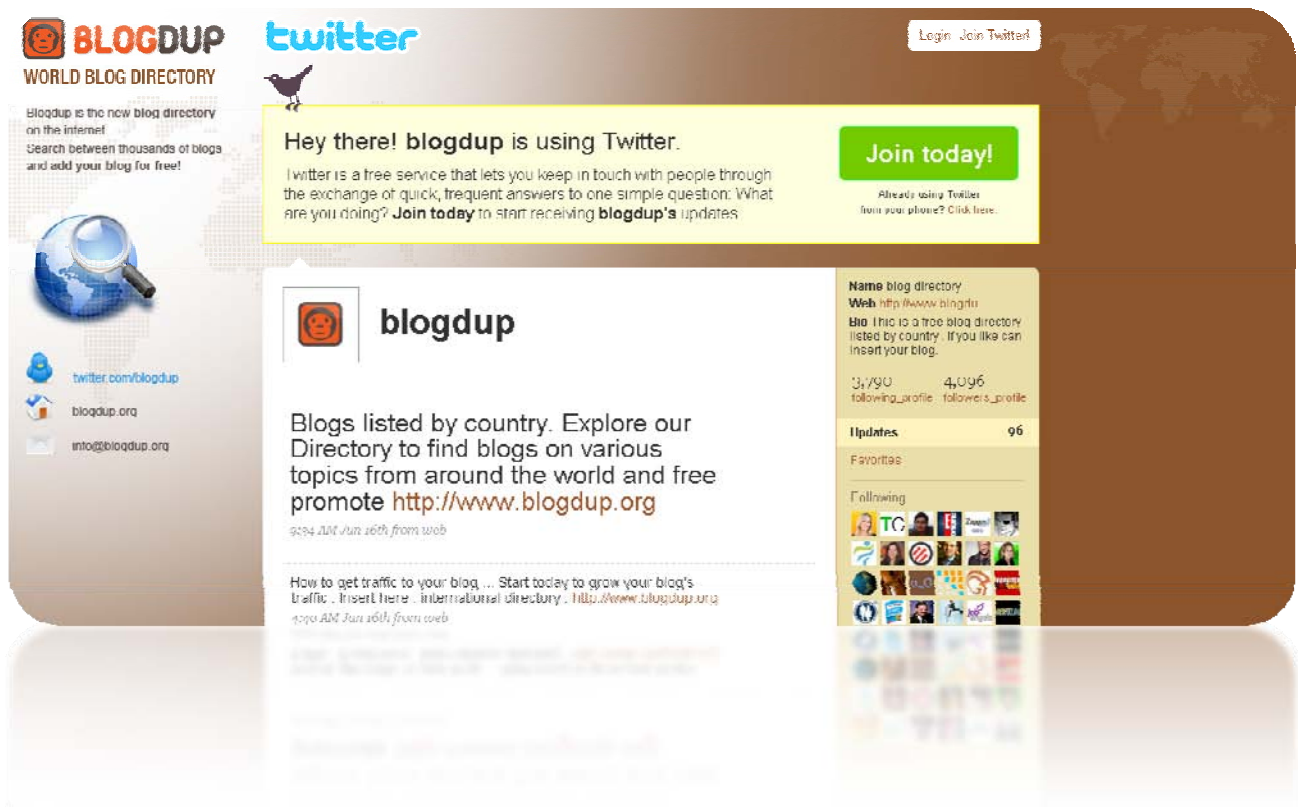 BLOGDUP
WORLD BLOG DIRECTORY
Blogdup is the new blog directory
on the internet
Search between thousands of blogs
and add your blog for free!
twitter.com/blogdup
blogdup.org
info@blogdup.org
twitter
Login Join Twitter!
Hey there! blogdup is using Twitter.
Twitter is a free service that lets you keep in touch with people through
the exchange of quick, frequent answers to one simple question: What
are you doing? Join today to start receiving blogdup's updates
Join today!
Already using Twitter
from your phone? Click here.
blogdup
Blogs listed by country. Explore our
Directory to find blogs on various
topics from around the world and free
promote http://www.blogdup.org
9:34 AM Jun 16th from web
How to get traffic to your blog ... Start today to grow your blog's
traffic . Insert here . international directory . http://www.blogdup.org
AM Jun 16th from web
Name blog directory
Web http://www.blogdu
Bio This is a free blog directory
listed by country . If you like can
insert your blog.
3,790 4,096
following_profile followers_profile
Updates 96
Favorites
Following
TC